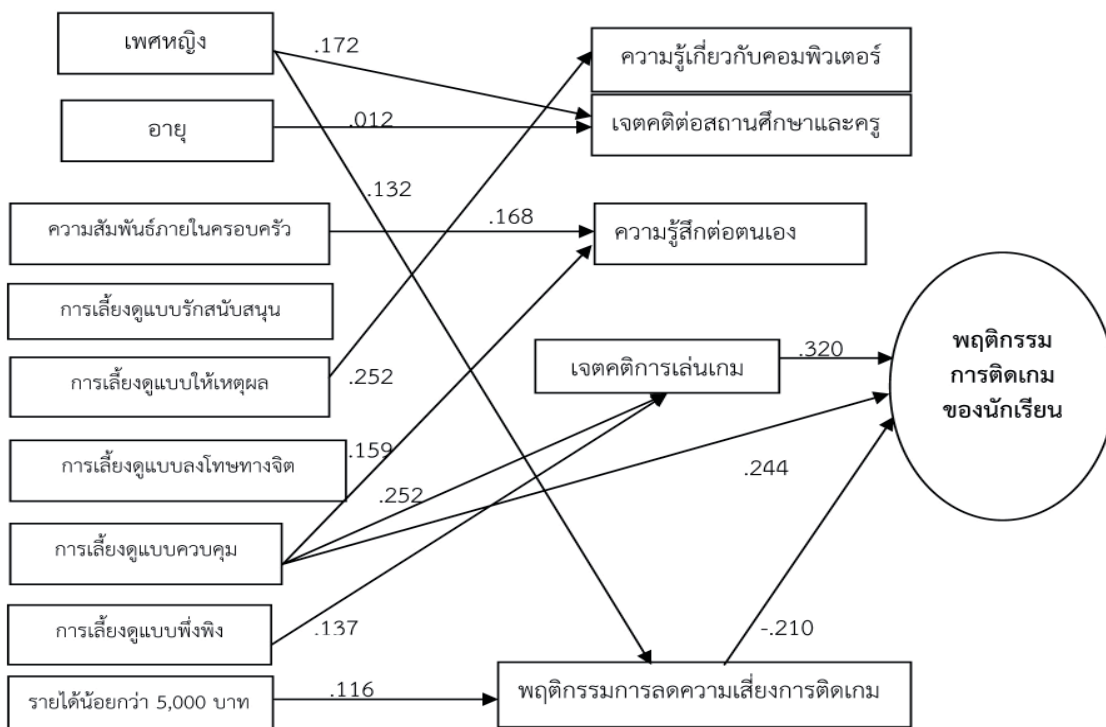 เพศหญิง
.172
ความรู้เกี่ยวกับคอมพิวเตอร์
อายุ
.012
เจตคติต่อสถานศึกษาและครู
.132
ความสัมพันธ์ภายในครอบครัว
.168
ความรู้สึกต่อตนเอง
การเลี้ยงดูแบบรักสนับสนุน
การเลี้ยงดูแบบให้เหตุผล
.252
เจตคติการเล่นเกม
.320
พฤติกรรม
การติดเกม
ของนักเรียน
การเลี้ยงดูแบบลงโทษทางจิต
.159
.252
.244
การเลี้ยงดูแบบควบคุม
การเลี้ยงดูแบบพึ่งพิง
.137
-.210
รายได้น้อยกว่า 5,000 บาท
.116
พฤติกรรมการลดความเสี่ยงการติดเกม